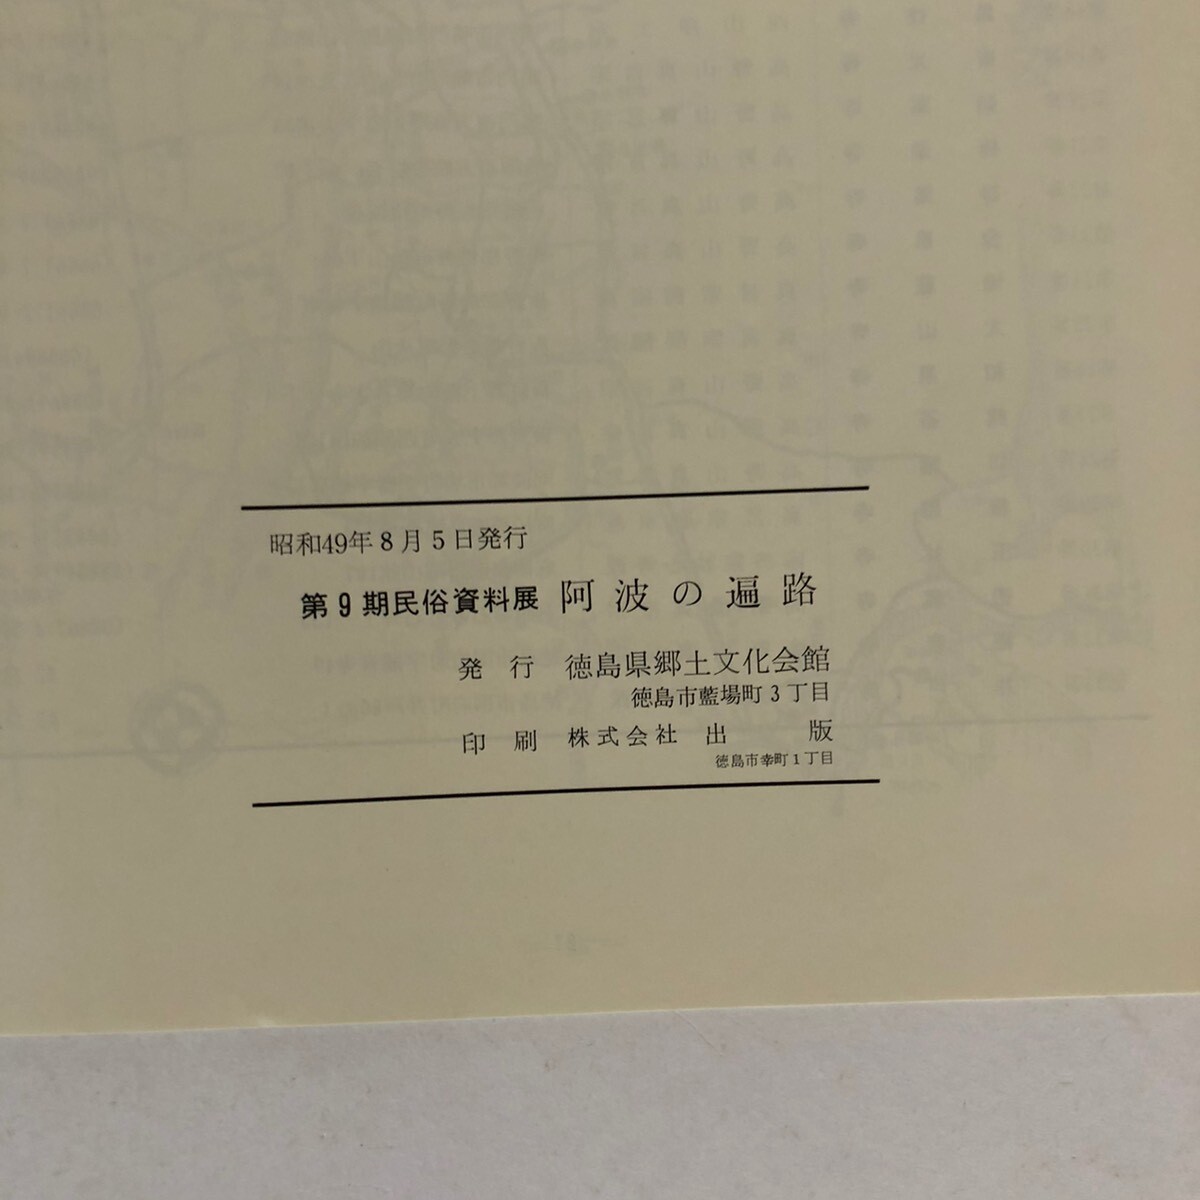 昭和49年8月5日発行
第9期民俗資料展 阿波の遍路
発行 徳島県郷土文化会館
徳島市藍場町3丁目
印刷 株式会社 出版
徳島市幸町1丁目